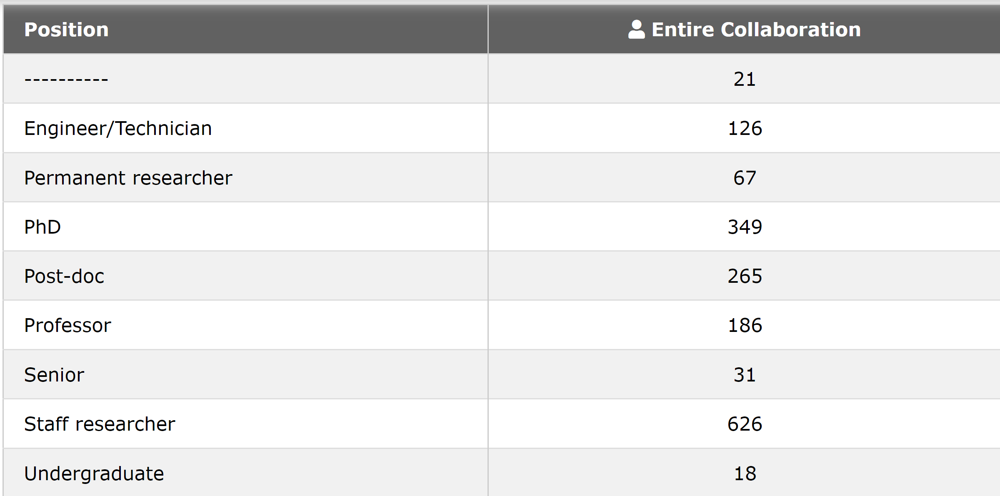 Position Entire Collaboration
---------- 21
Engineer/Technician 126
Permanent researcher 67
PhD 349
Post-doc 265
Professor 186
Senior 31
Staff researcher 626
Undergraduate 18